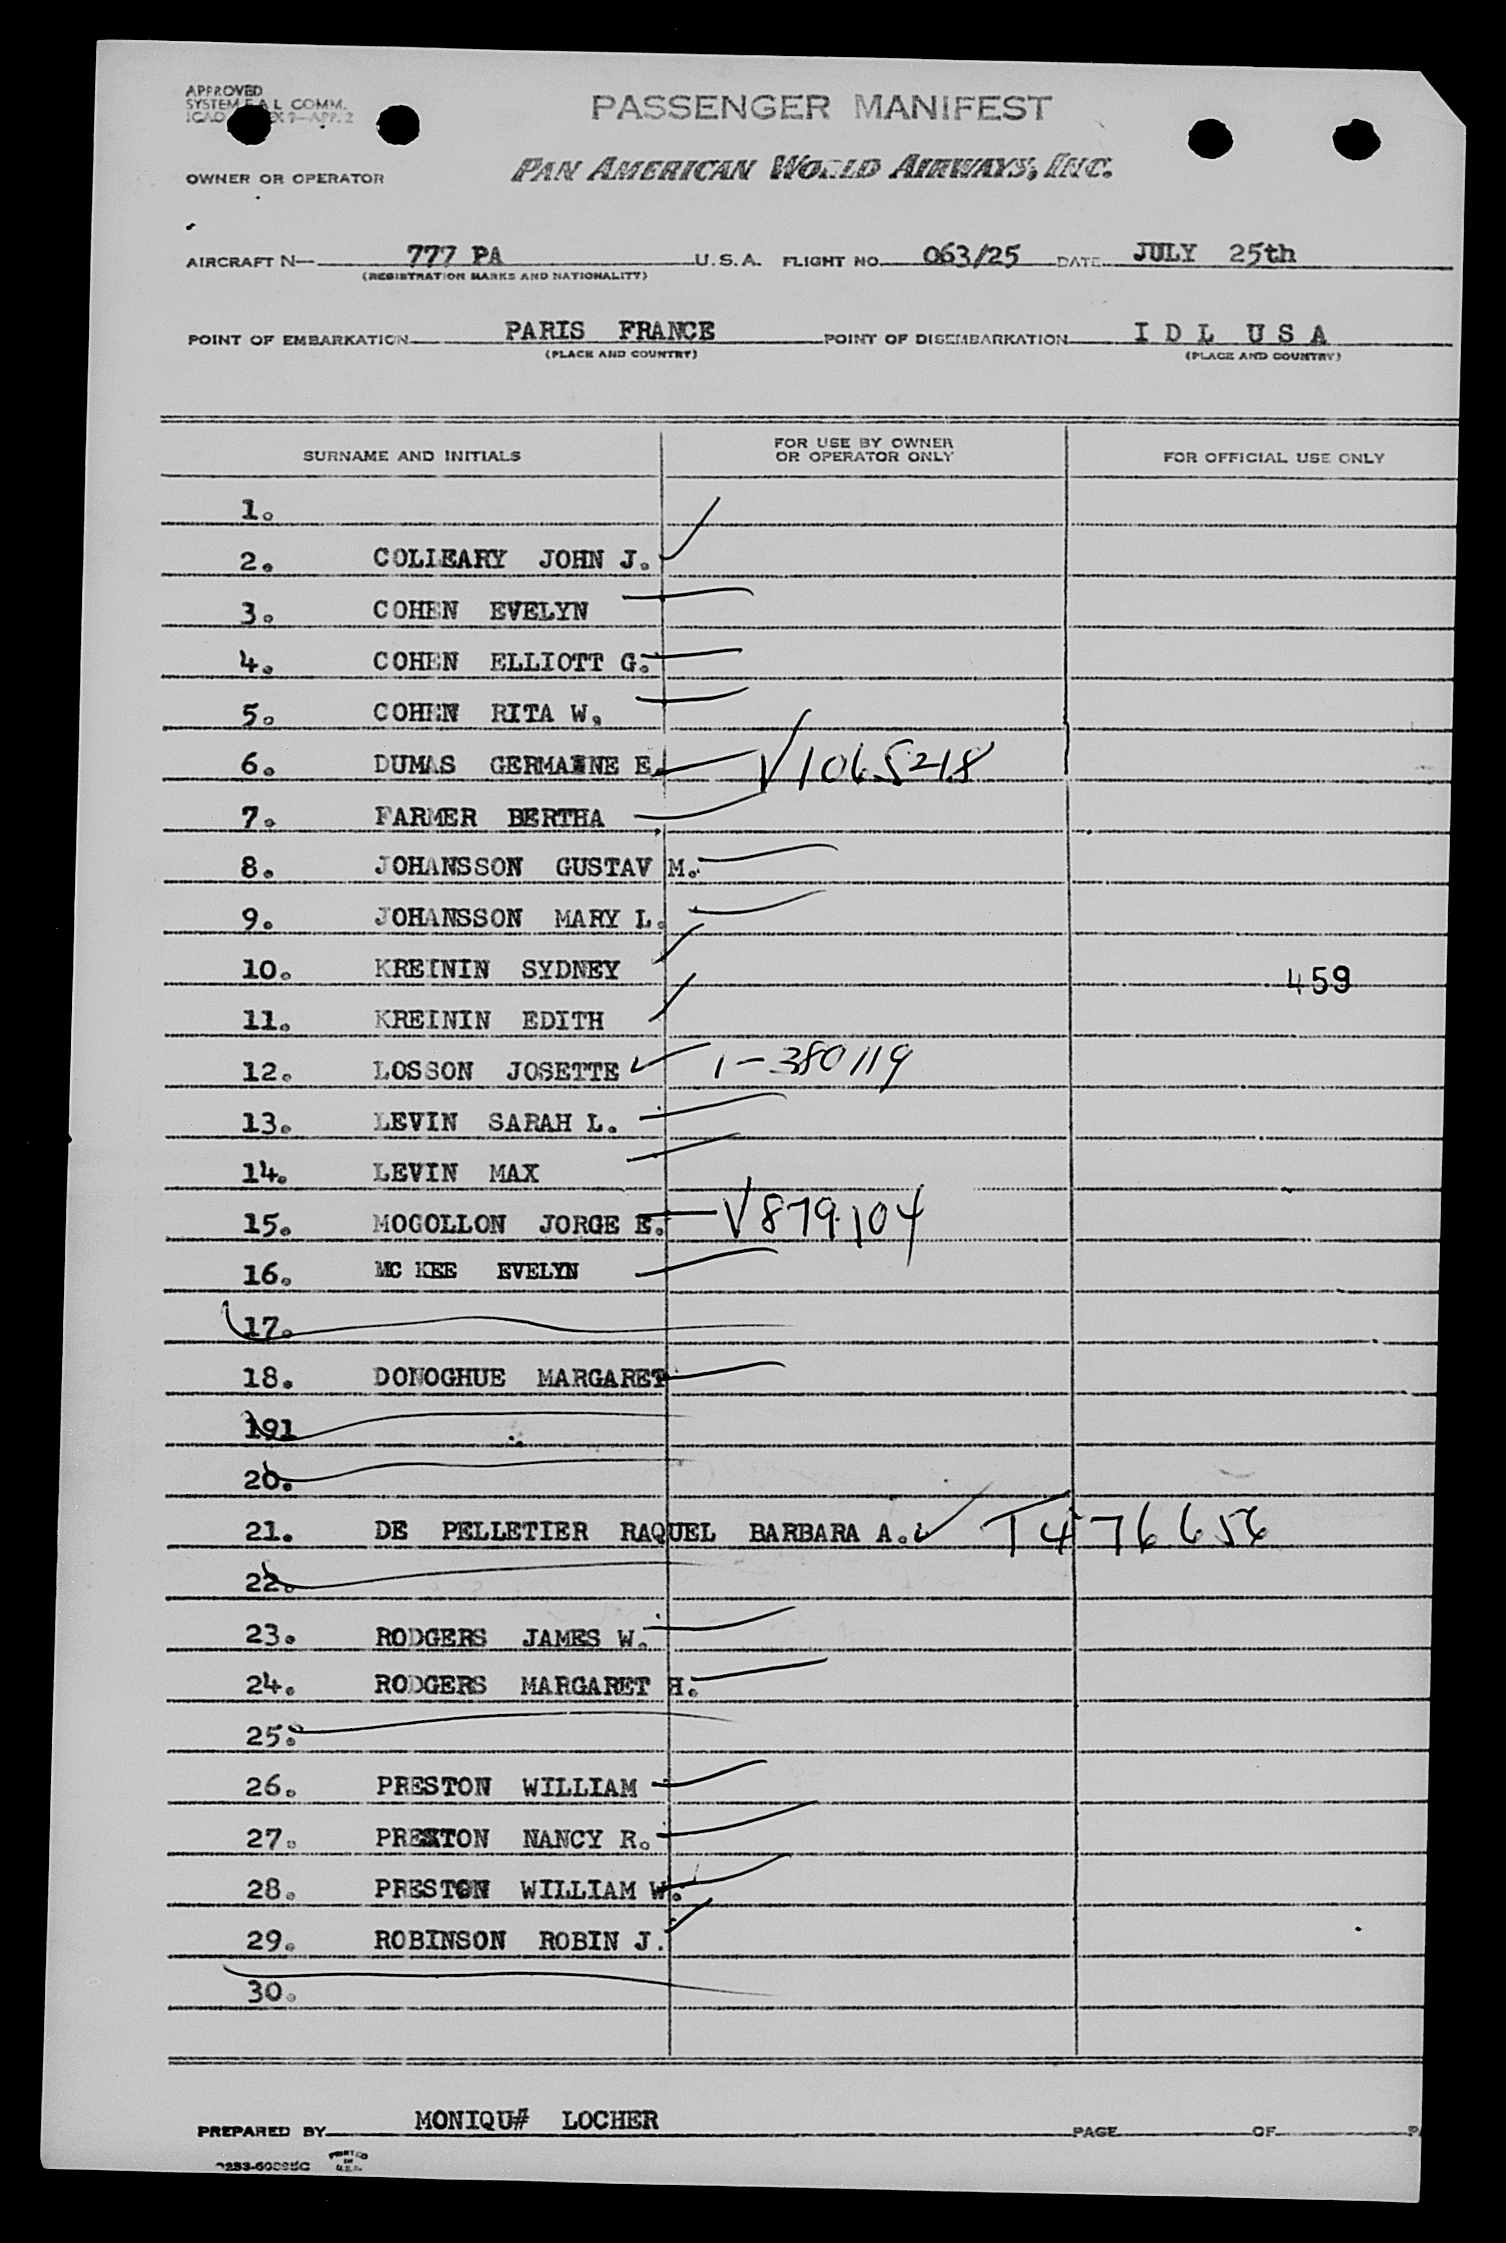 APPROVED
SYSTEM F A L COMM.
PASSENGER MANIFEST
PAN AMERICAN WORLD AIRWAYS, INC.
OWNER OR OPERATOR
AIRCRAFT N— 777 PA U.S.A. FLIGHT NO. 063/25 DATE JULY 25th
(REGISTRATION MARKS AND NATIONALITY)
POINT OF EMBARKATION PARIS FRANCE POINT OF DISEMBARKATION I D L U S A
(PLACE AND COUNTRY) (PLACE AND COUNTRY)
SURNAME AND INITIALS FOR USE BY OWNER OR OPERATOR ONLY FOR OFFICIAL USE ONLY
1.
2. COLIEARY JOHN J.
3. COHEN EVELYN
4. COHEN ELLIOTT G.
5. COHEN RITA W.
6. DUMAS GERMAINE E. V1065218
7. FARMER BERTHA
8. JOHANSSON GUSTAV M.
9. JOHANSSON MARY L.
10. KREININ SYDNEY 459
11. KREININ EDITH
12. LOSSON JOSETTE 1-380119
13. LEVIN SARAH L.
14. LEVIN MAX
15. MOGOLLON JORGE E. V879104
16. MC KEE EVELYN
17.
18. DONOGHUE MARGARET
191
20.
21. DE PELLETIER RAQUEL BARBARA A. T476656
22.
23. RODGERS JAMES W.
24. RODGERS MARGARET H.
25.
26. PRESTON WILLIAM
27. PRESTON NANCY R.
28. PRESTON WILLIAM W.
29. ROBINSON ROBIN J.
30.
PREPARED BY MONIQU# LOCHER PAGE OF
PRINTED
IN
U.S.A.